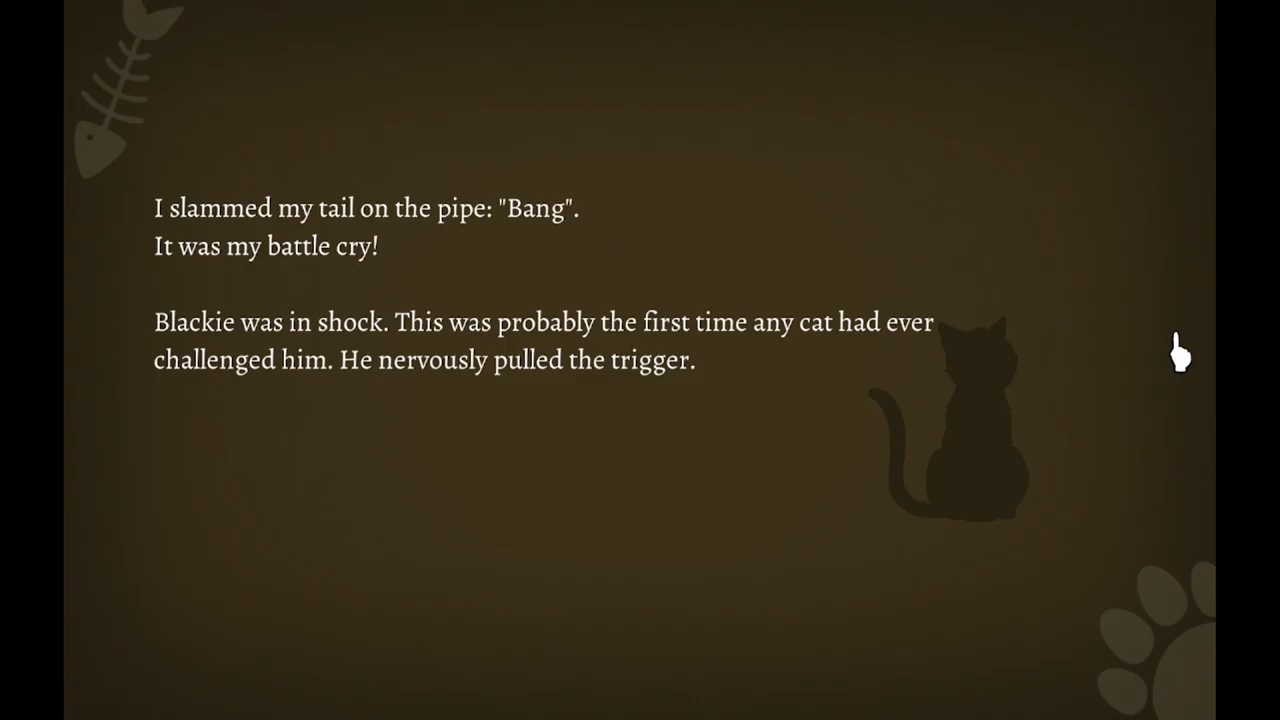 I slammed my tail on the pipe: "Bang".
It was my battle cry!
Blackie was in shock. This was probably the first time any cat had ever
challenged him. He nervously pulled the trigger.